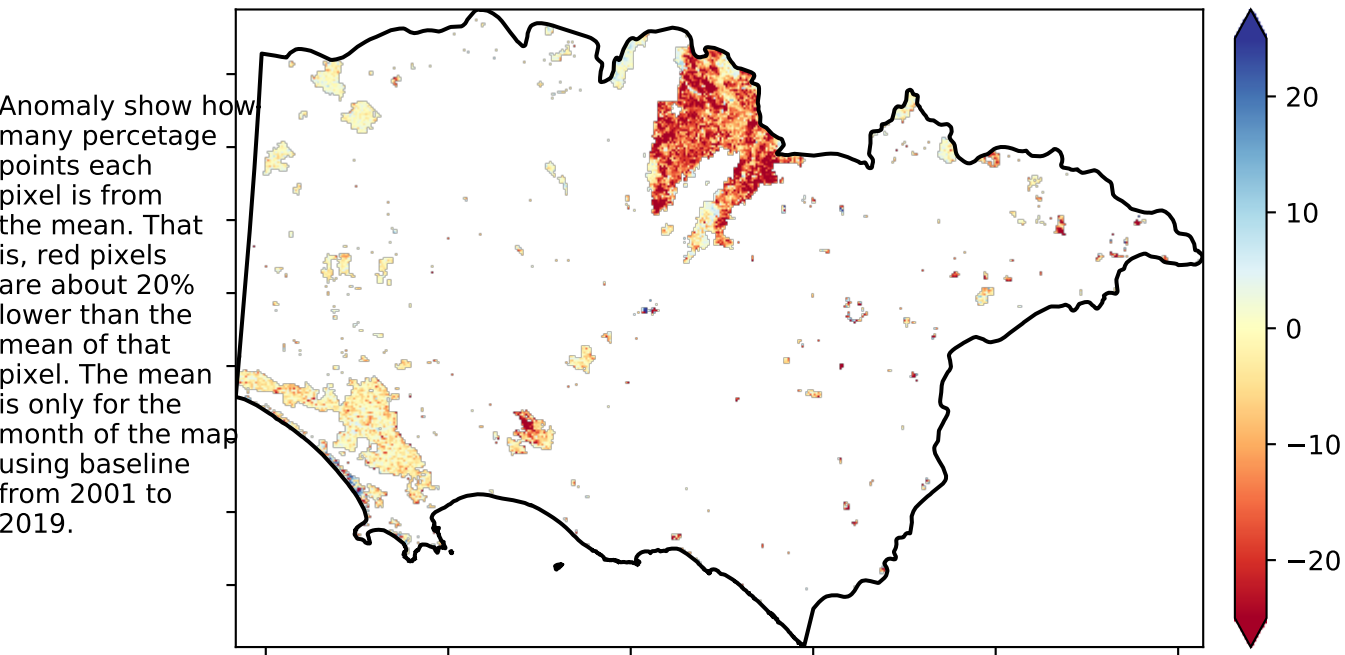 Anomaly show how
many percetage
points each
pixel is from
the mean. That
is, red pixels
are about 20%
lower than the
mean of that
pixel. The mean
is only for the
month of the map
using baseline
from 2001 to
2019.
20
10
0
−10
−20